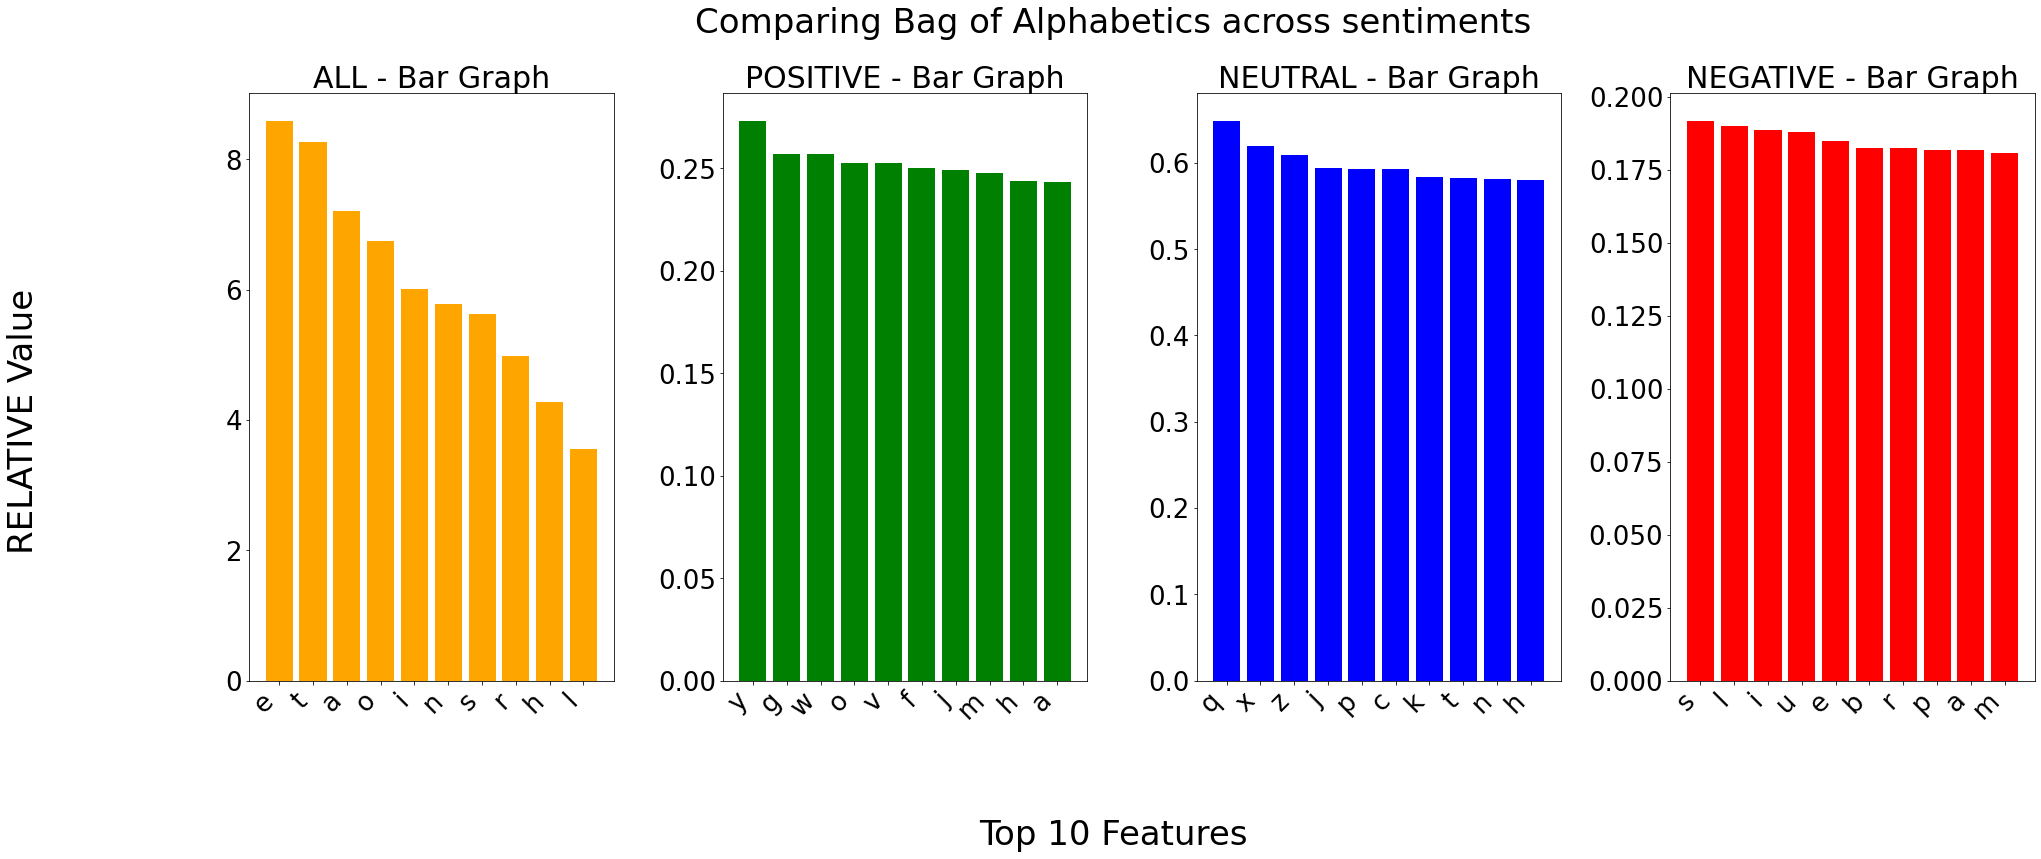 Comparing Bag of Alphabetics across sentiments
RELATIVE Value
ALL - Bar Graph
8
6
4
2
0
e t a o i n s r h l
POSITIVE - Bar Graph
0.25
0.20
0.15
0.10
0.05
0.00
y g w o v f j m h a
NEUTRAL - Bar Graph
0.6
0.5
0.4
0.3
0.2
0.1
0.0
q x z j p c k t n h
NEGATIVE - Bar Graph
0.200
0.175
0.150
0.125
0.100
0.075
0.050
0.025
0.000
s l i u e b r p a m
Top 10 Features